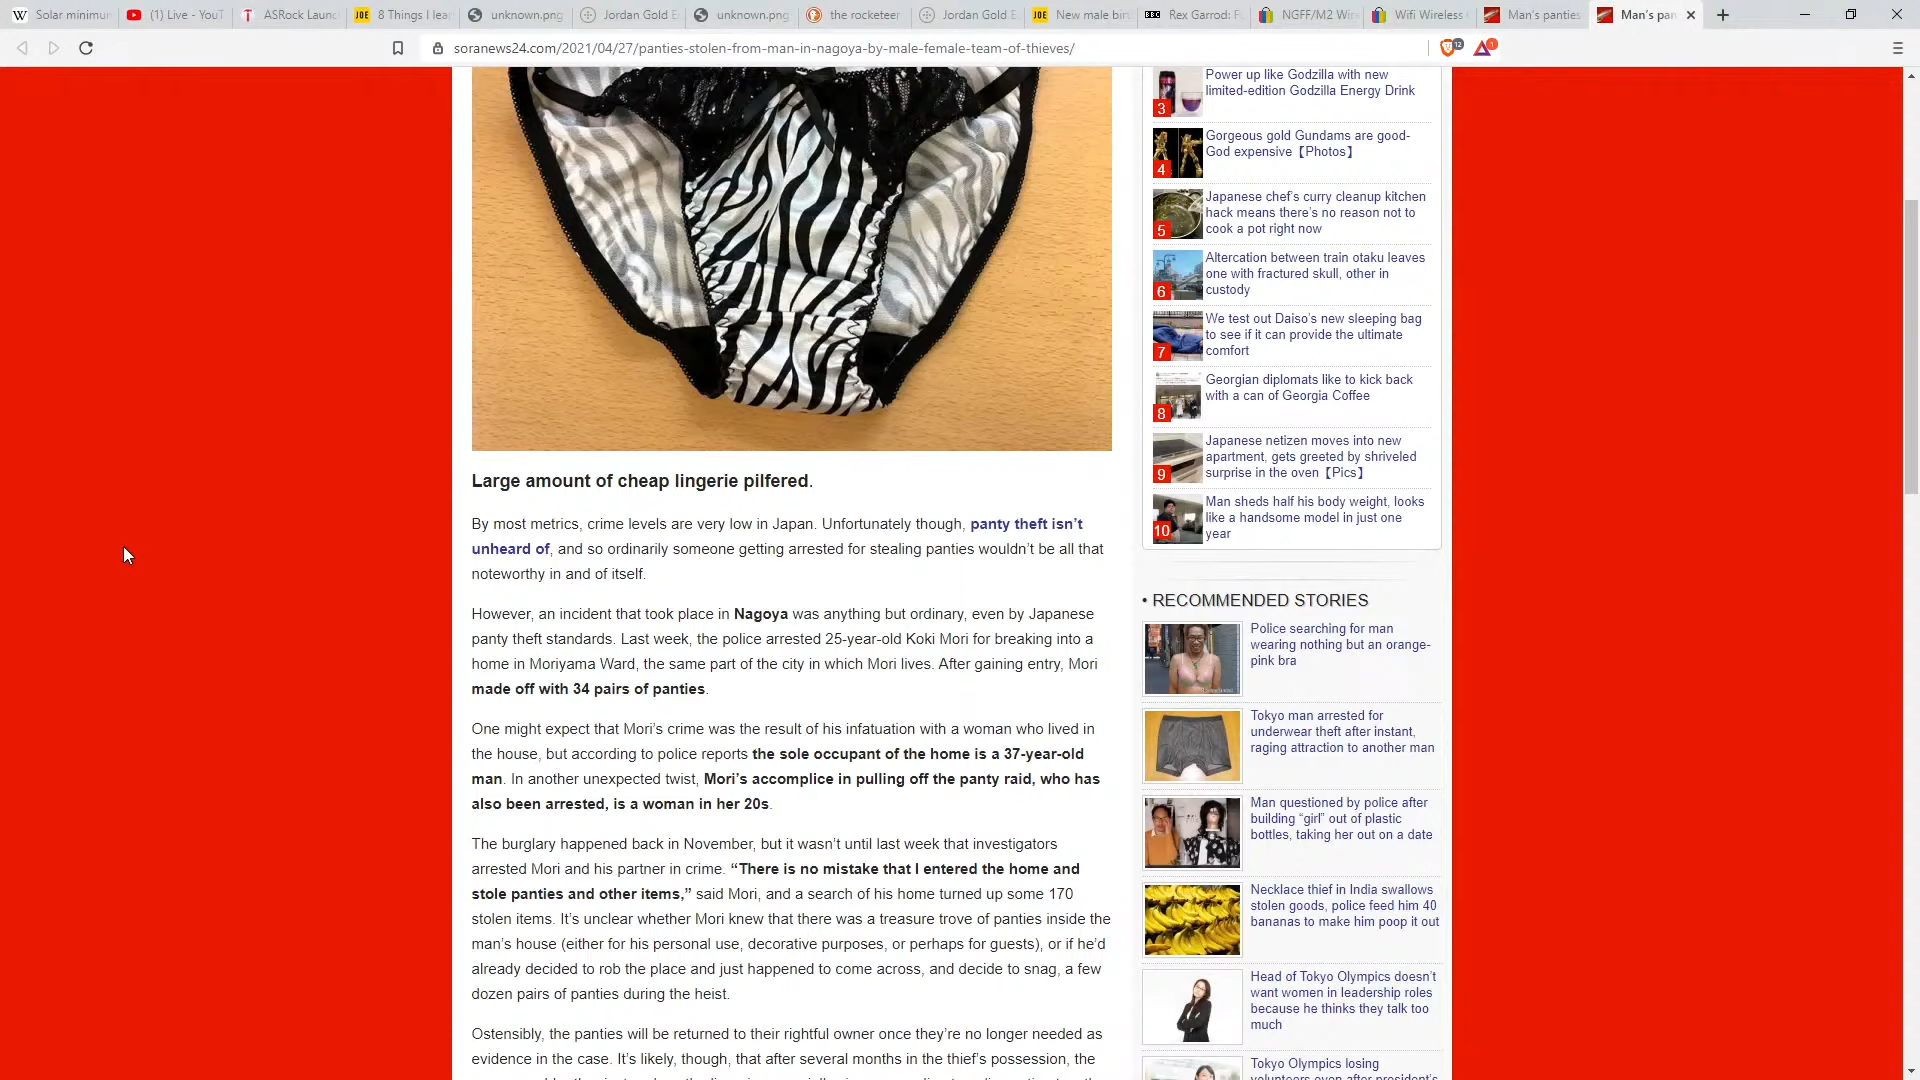 Solar minimum
(1) Live - YouT
ASRock Launc
8 Things I lear
unknown.png
Jordan Gold E
unknown.png
the rocketeer
Jordan Gold E
New male bir
Rex Garrod: F
NGFF/M2 Wir
Wifi Wireless
Man's panties
Man's pan
soranews24.com/2021/04/27/panties-stolen-from-man-in-nagoya-by-male-female-team-of-thieves/
12
1
Large amount of cheap lingerie pilfered.
By most metrics, crime levels are very low in Japan. Unfortunately though, panty theft isn't
unheard of, and so ordinarily someone getting arrested for stealing panties wouldn't be all that
noteworthy in and of itself.
However, an incident that took place in Nagoya was anything but ordinary, even by Japanese
panty theft standards. Last week, the police arrested 25-year-old Koki Mori for breaking into a
home in Moriyama Ward, the same part of the city in which Mori lives. After gaining entry, Mori
made off with 34 pairs of panties.
One might expect that Mori's crime was the result of his infatuation with a woman who lived in
the house, but according to police reports the sole occupant of the home is a 37-year-old
man. In another unexpected twist, Mori's accomplice in pulling off the panty raid, who has
also been arrested, is a woman in her 20s.
The burglary happened back in November, but it wasn't until last week that investigators
arrested Mori and his partner in crime. “There is no mistake that I entered the home and
stole panties and other items,” said Mori, and a search of his home turned up some 170
stolen items. It's unclear whether Mori knew that there was a treasure trove of panties inside the
man's house (either for his personal use, decorative purposes, or perhaps for guests), or if he'd
already decided to rob the place and just happened to come across, and decide to snag, a few
dozen pairs of panties during the heist.
Ostensibly, the panties will be returned to their rightful owner once they're no longer needed as
evidence in the case. It's likely, though, that after several months in the thief's possession, the
3
Power up like Godzilla with new
limited-edition Godzilla Energy Drink
4
Gorgeous gold Gundams are good-
God expensive【Photos】
5
Japanese chef's curry cleanup kitchen
hack means there's no reason not to
cook a pot right now
6
Altercation between train otaku leaves
one with fractured skull, other in
custody
7
We test out Daiso's new sleeping bag
to see if it can provide the ultimate
comfort
8
Georgian diplomats like to kick back
with a can of Georgia Coffee
9
Japanese netizen moves into new
apartment, gets greeted by shriveled
surprise in the oven【Pics】
10
Man sheds half his body weight, looks
like a handsome model in just one
year
• RECOMMENDED STORIES
Police searching for man
wearing nothing but an orange-
pink bra
Tokyo man arrested for
underwear theft after instant,
raging attraction to another man
Man questioned by police after
building “girl” out of plastic
bottles, taking her out on a date
Necklace thief in India swallows
stolen goods, police feed him 40
bananas to make him poop it out
Head of Tokyo Olympics doesn't
want women in leadership roles
because he thinks they talk too
much
Tokyo Olympics losing
volunteers even after president's